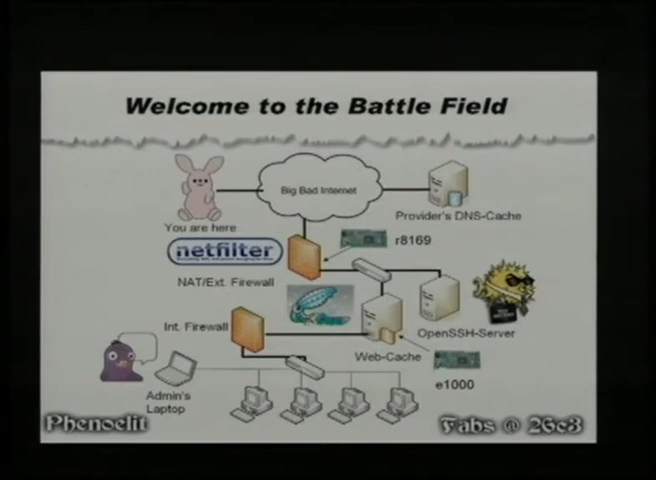 Welcome to the Battle Field
Big Bad Internet
You are here
Provider's DNS-Cache
netfilter
r8169
NAT/Ext. Firewall
Int. Firewall
OpenSSH-Server
Web-Cache
e1000
Admin's
Laptop
Phenoelit
Fabs @ 26c3